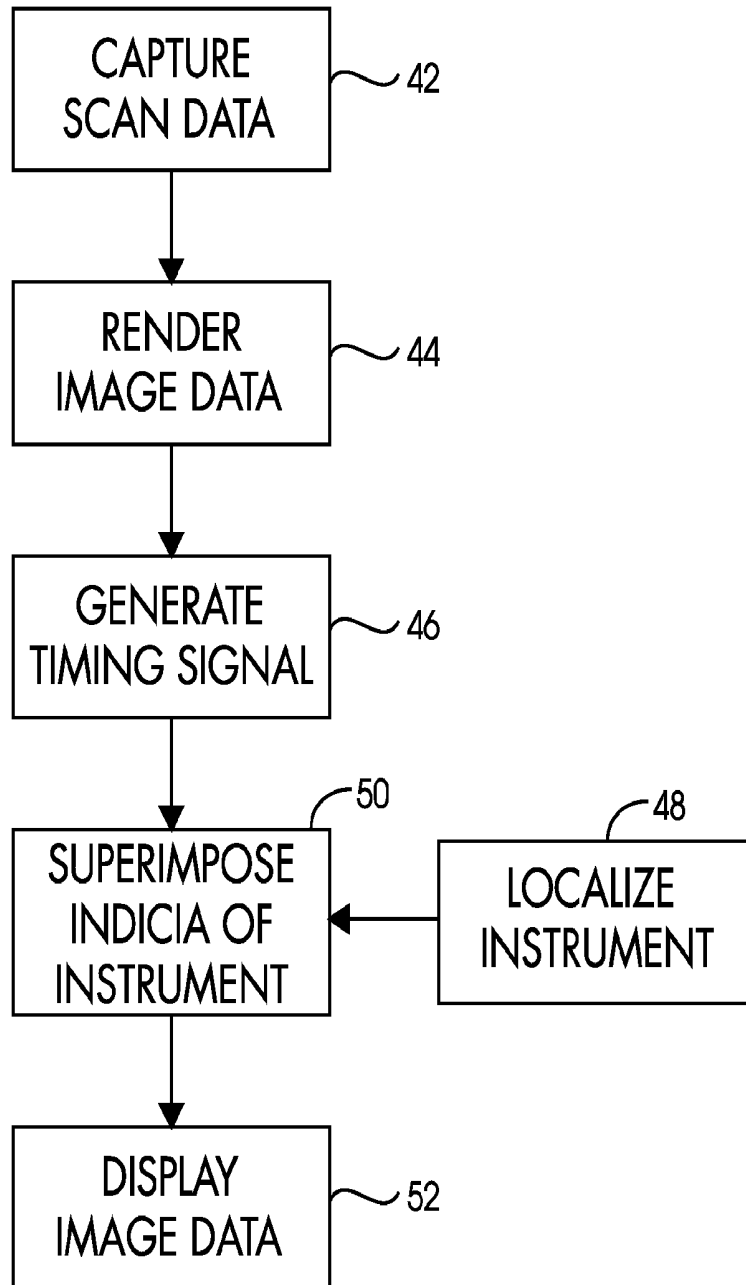 CAPTURE
SCAN DATA
42
RENDER
IMAGE DATA
44
GENERATE
TIMING SIGNAL
46
50
SUPERIMPOSE
INDICIA OF
INSTRUMENT
48
LOCALIZE
INSTRUMENT
DISPLAY
IMAGE DATA
52